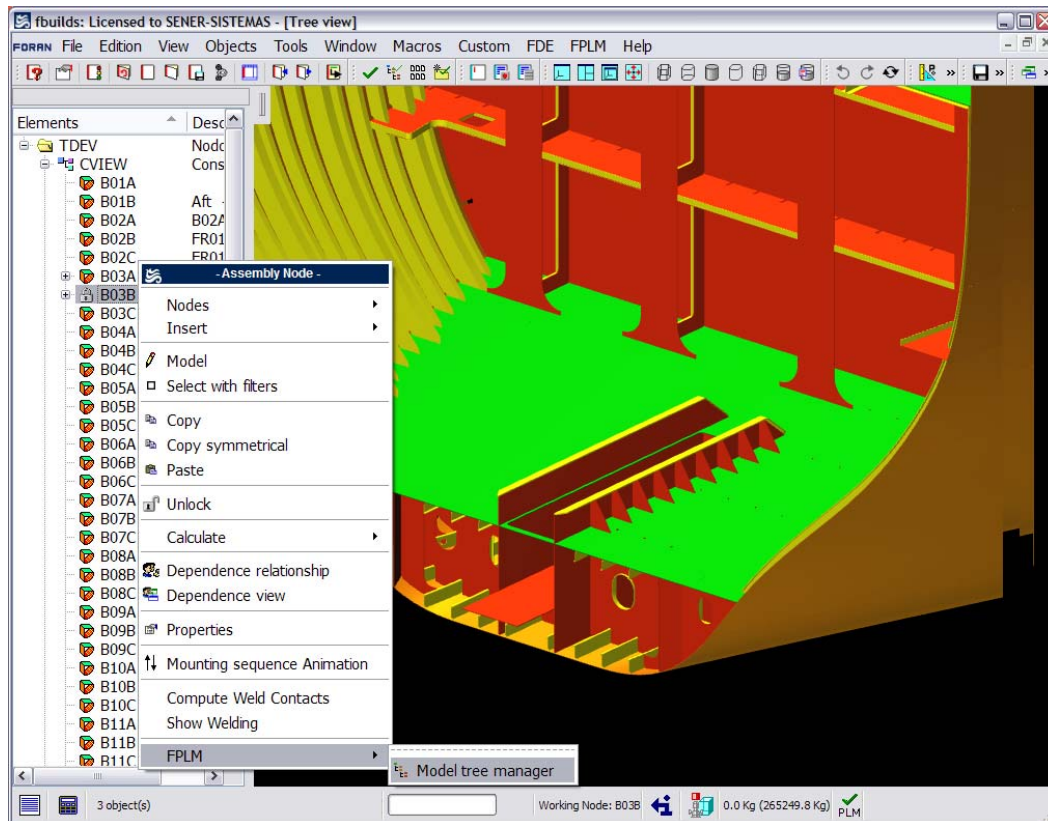 fbuilds: Licensed to SENER-SISTEMAS - [Tree view]
FORAN File Edition View Objects Tools Window Macros Custom FDE FPLM Help
Elements Desc
TDEV Nodc
CVIEW Cons
B01A
B01B Aft -
B02A B02A
B02B FR01
B02C FR01
B03A
B03B
B03C
B04A
B04B
B04C
B05A
B05B
B05C
B06A
B06B
B06C
B07A
B07B
B07C
B08A
B08B
B08C
B09A
B09B
B09C
B10A
B10B
B10C
B11A
B11B
B11C
- Assembly Node -
Nodes
Insert
Model
Select with filters
Copy
Copy symmetrical
Paste
Unlock
Calculate
Dependence relationship
Dependence view
Properties
Mounting sequence Animation
Compute Weld Contacts
Show Welding
FPLM
Model tree manager
3 object(s)
Working Node: B03B
0.0 Kg (265249.8 Kg)
PLM